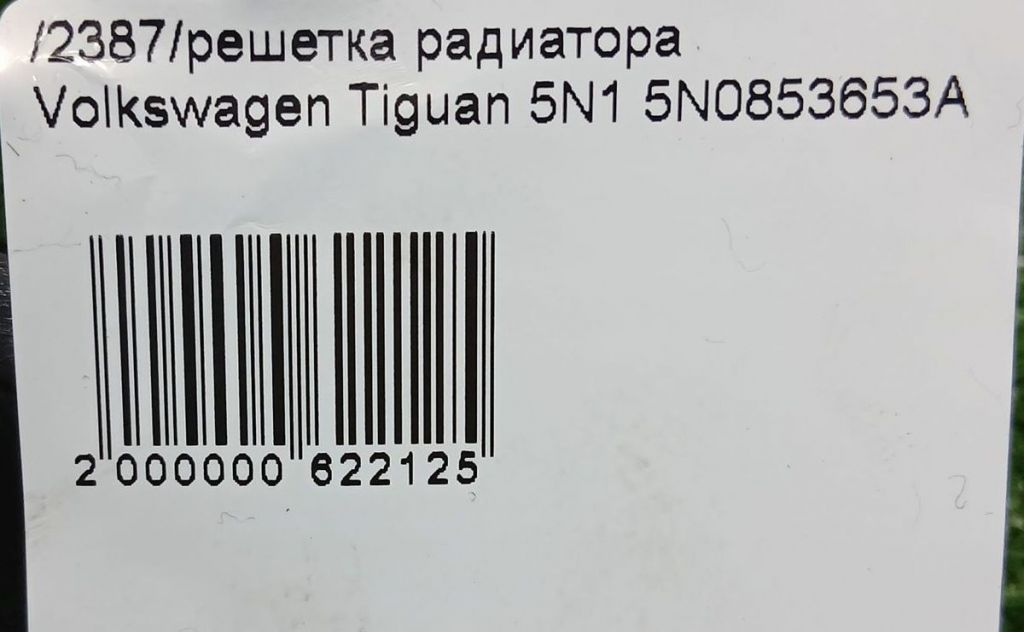 /2387/решетка радиатора
Volkswagen Tiguan 5N1 5N0853653A
2 000000 622125